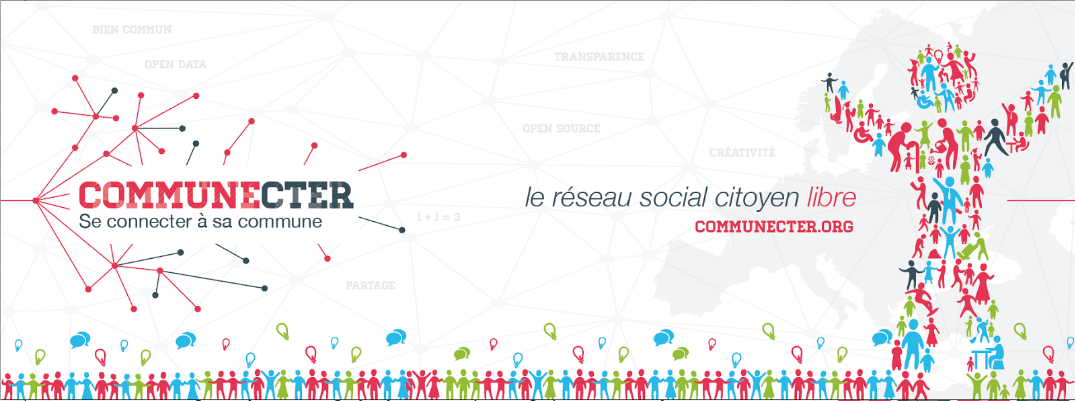 BIEN COMMUN
OPEN DATA
TRANSPARENCE
OPEN SOURCE
CRÉATIVITÉ
COMMUNECTER
Se connecter à sa commune
le réseau social citoyen libre
COMMUNECTER.ORG
1 + 1 = 3
PARTAGE